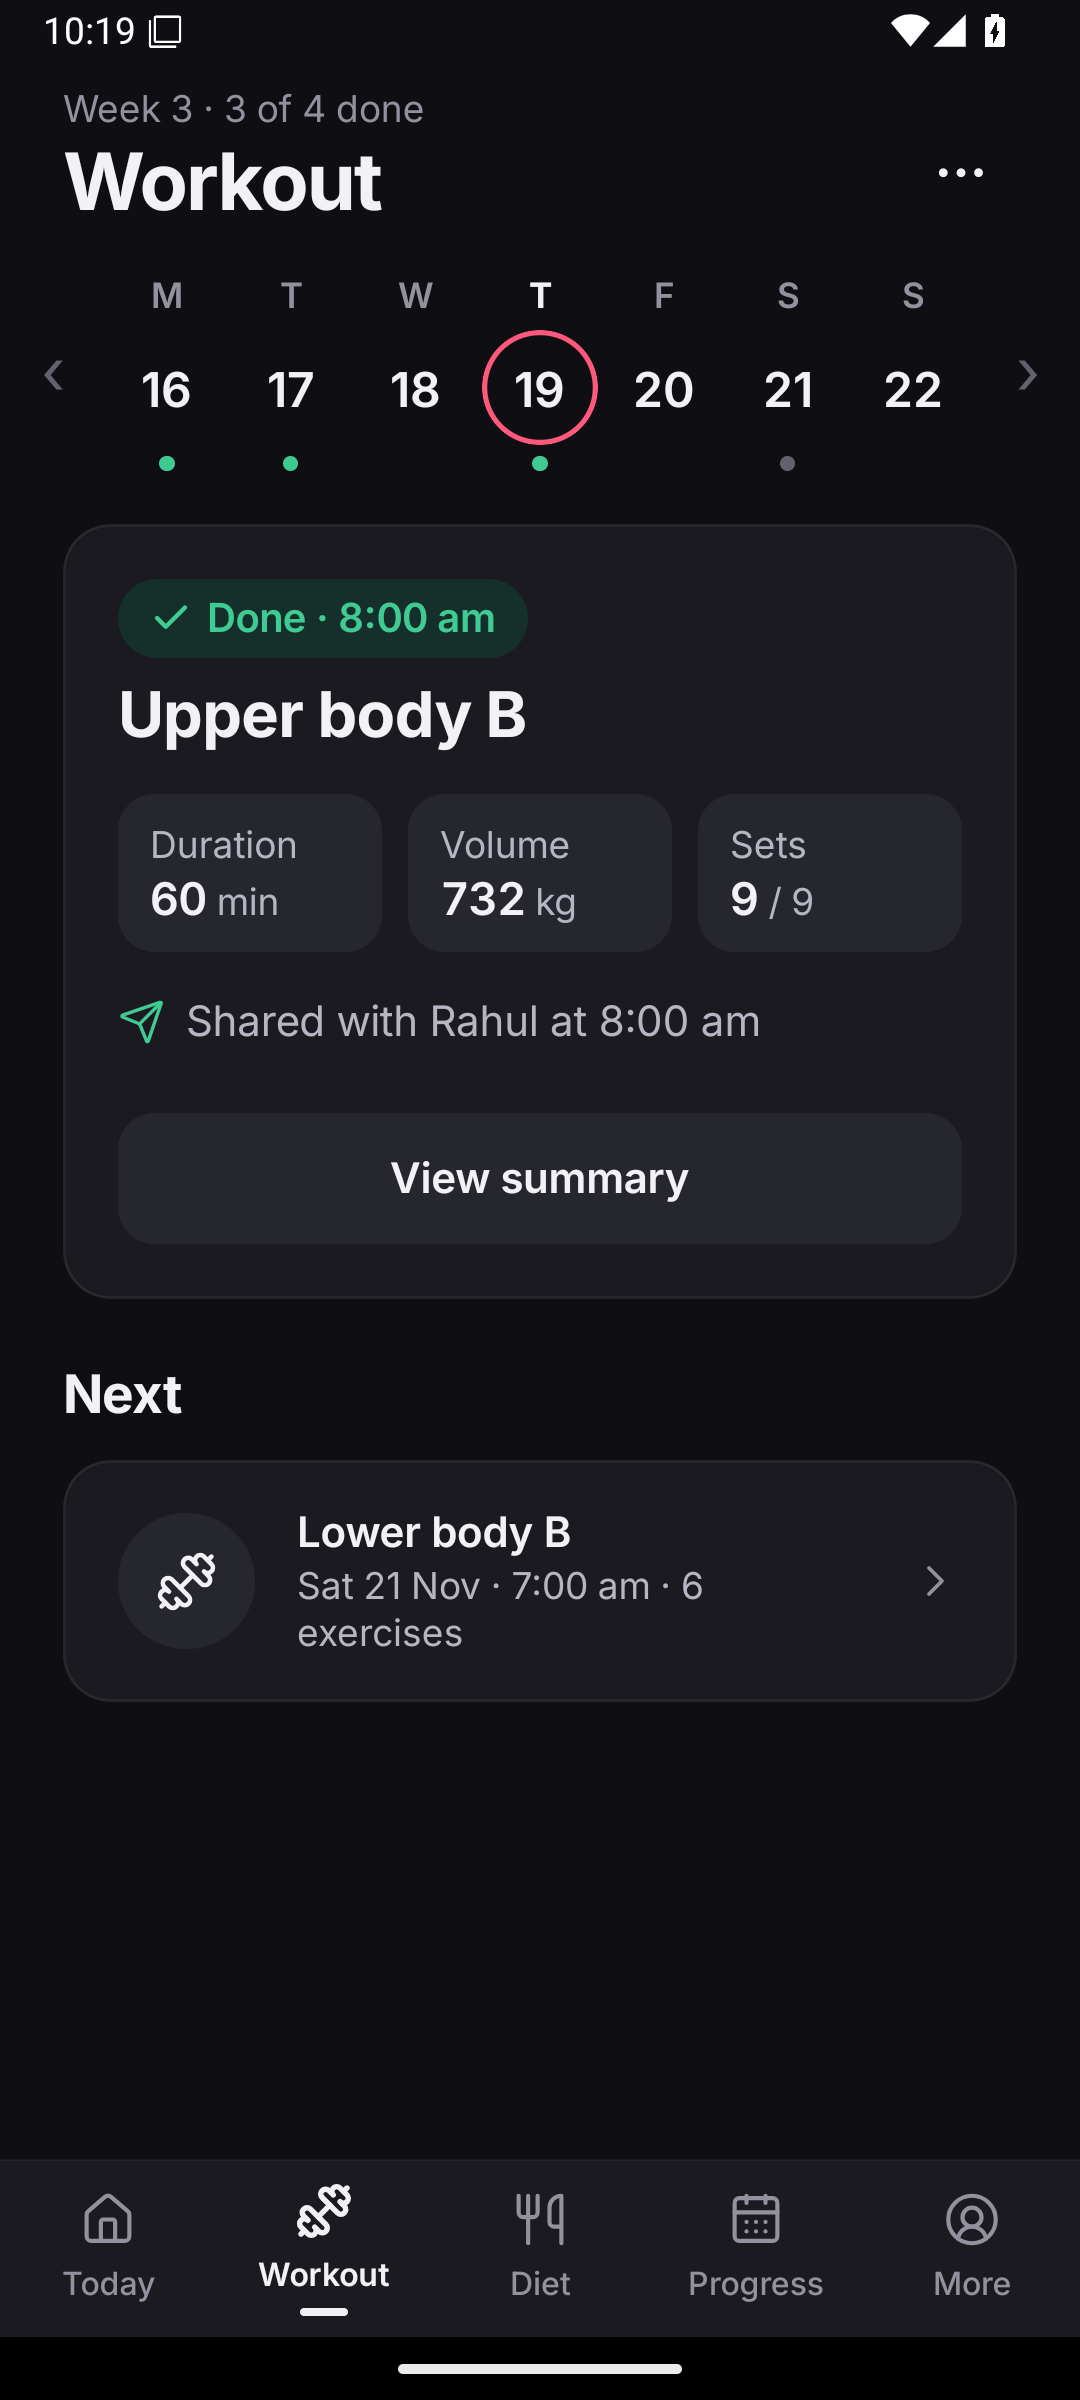 10:19
Week 3 · 3 of 4 done
Workout
M T W T F S S
16 17 18 19 20 21 22
Done · 8:00 am
Upper body B
Duration Volume Sets
60 min 732 kg 9 / 9
Shared with Rahul at 8:00 am
View summary
Next
Lower body B
Sat 21 Nov · 7:00 am · 6
exercises
Today Workout Diet Progress More